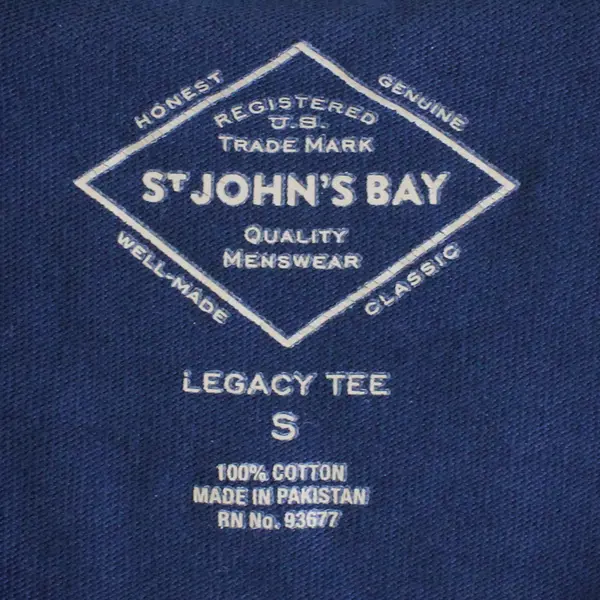 HONEST
GENUINE
REGISTERED
U.S.
TRADE MARK
ST JOHN'S BAY
QUALITY
MENSWEAR
WELL-MADE
CLASSIC
LEGACY TEE
S
100% COTTON
MADE IN PAKISTAN
RN No. 93677